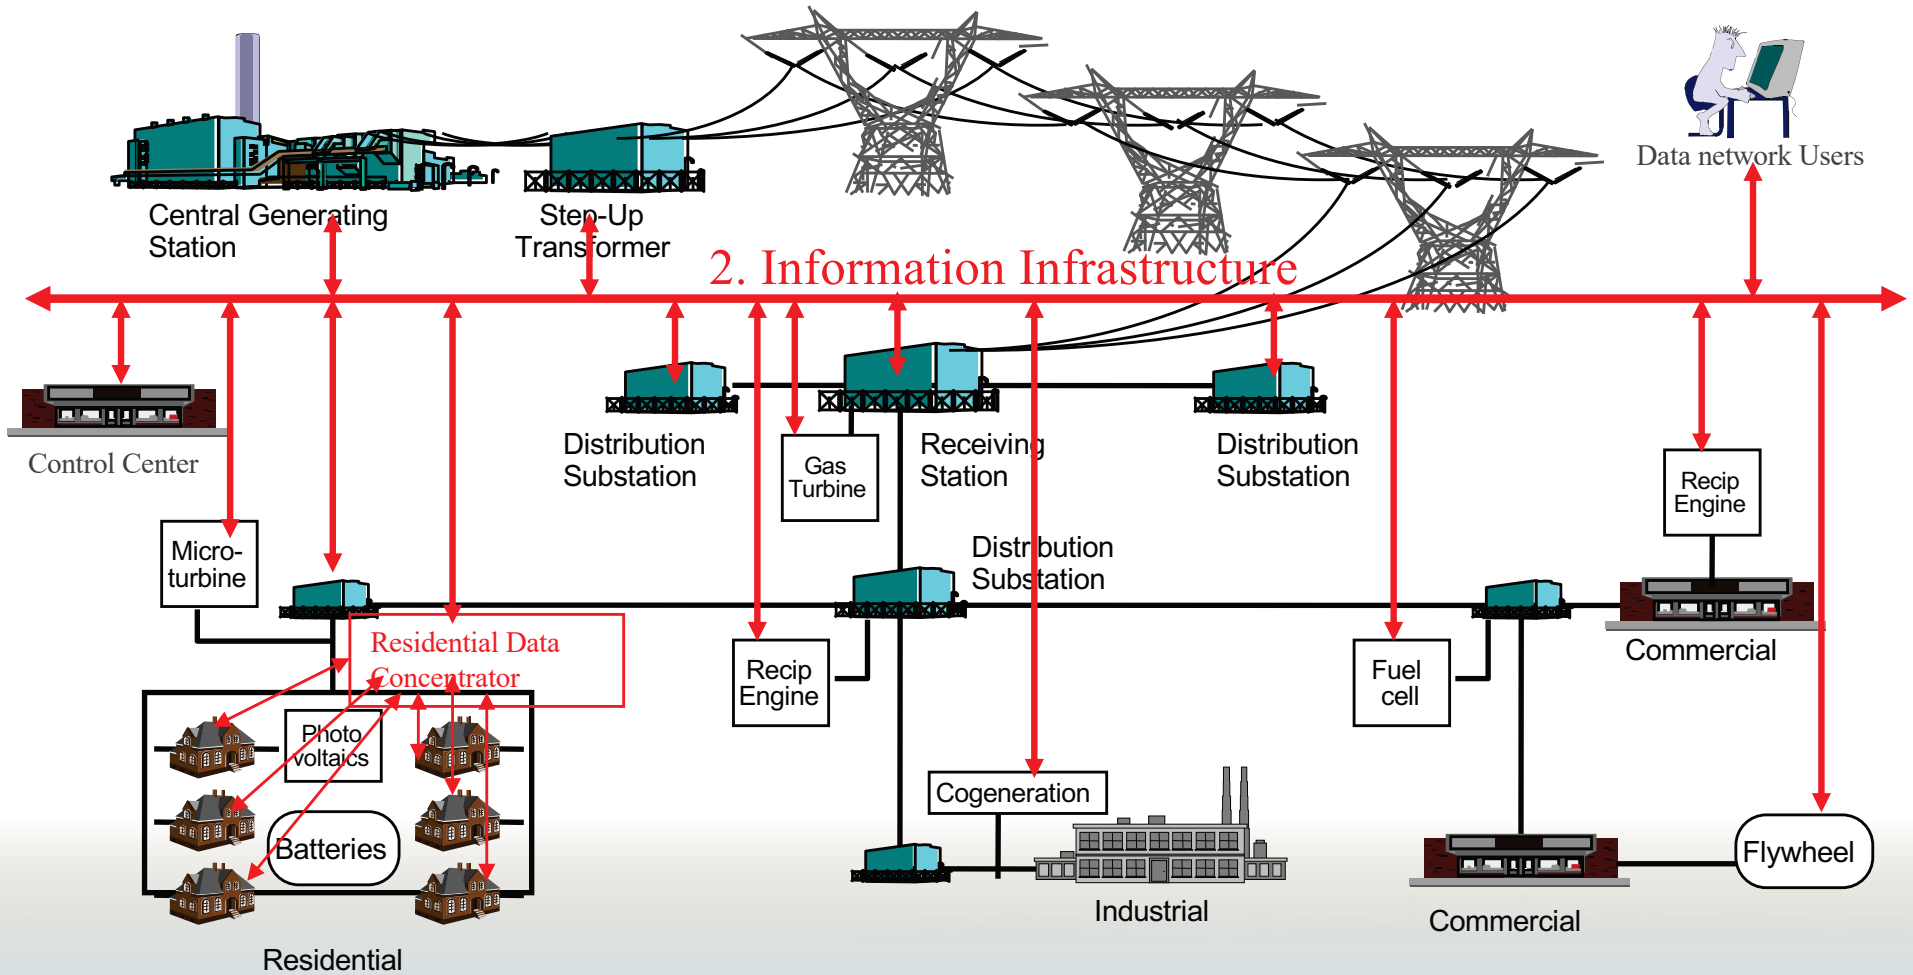 Data network Users
Central Generating
Station
Step-Up
Transformer
2. Information Infrastructure
Control Center
Distribution
Substation
Gas
Turbine
Receiving
Station
Distribution
Substation
Recip
Engine
Micro-
turbine
Distribution
Substation
Residential Data
Concentrator
Recip
Engine
Fuel
cell
Commercial
Photo
voltaics
Batteries
Cogeneration
Flywheel
Industrial
Commercial
Residential